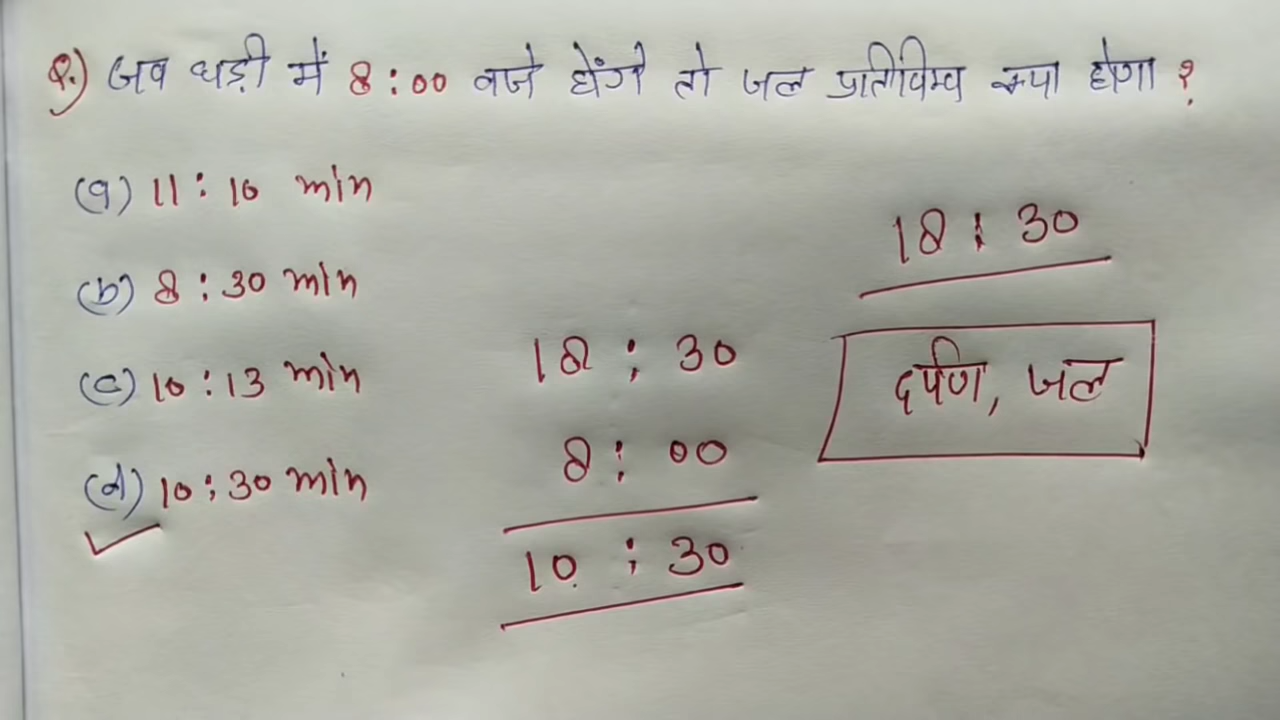 Q.) जब घड़ी में 8:00 बजे होंगे तो जल प्रतीविम्व क्या होगा ?
(a) 11:10 min
(b) 8:30 min
(c) 10:13 min
(d) 10:30 min
18:30
8:00
10:30
18:30
दर्पण, जल